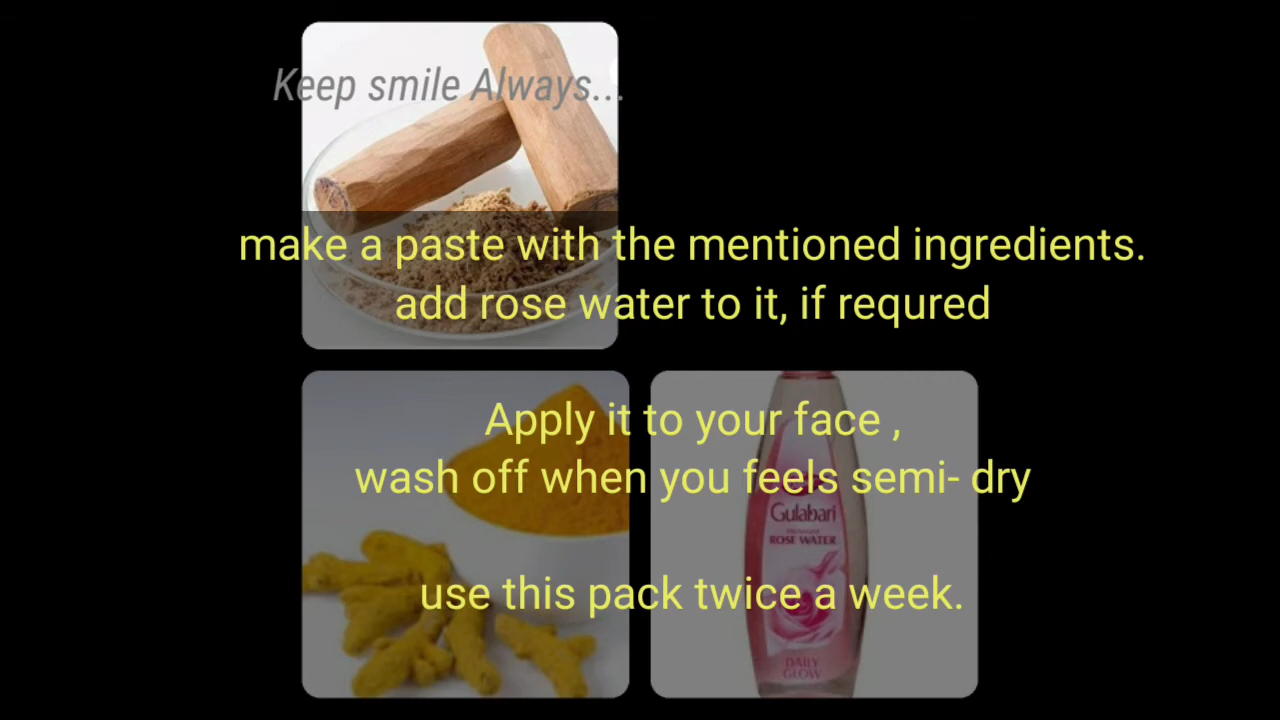 Keep smile Always...
make a paste with the mentioned ingredients.
add rose water to it, if requred
Apply it to your face ,
wash off when you feels semi- dry
Gulabari
ROSE WATER
use this pack twice a week.
DAILY
GLOW